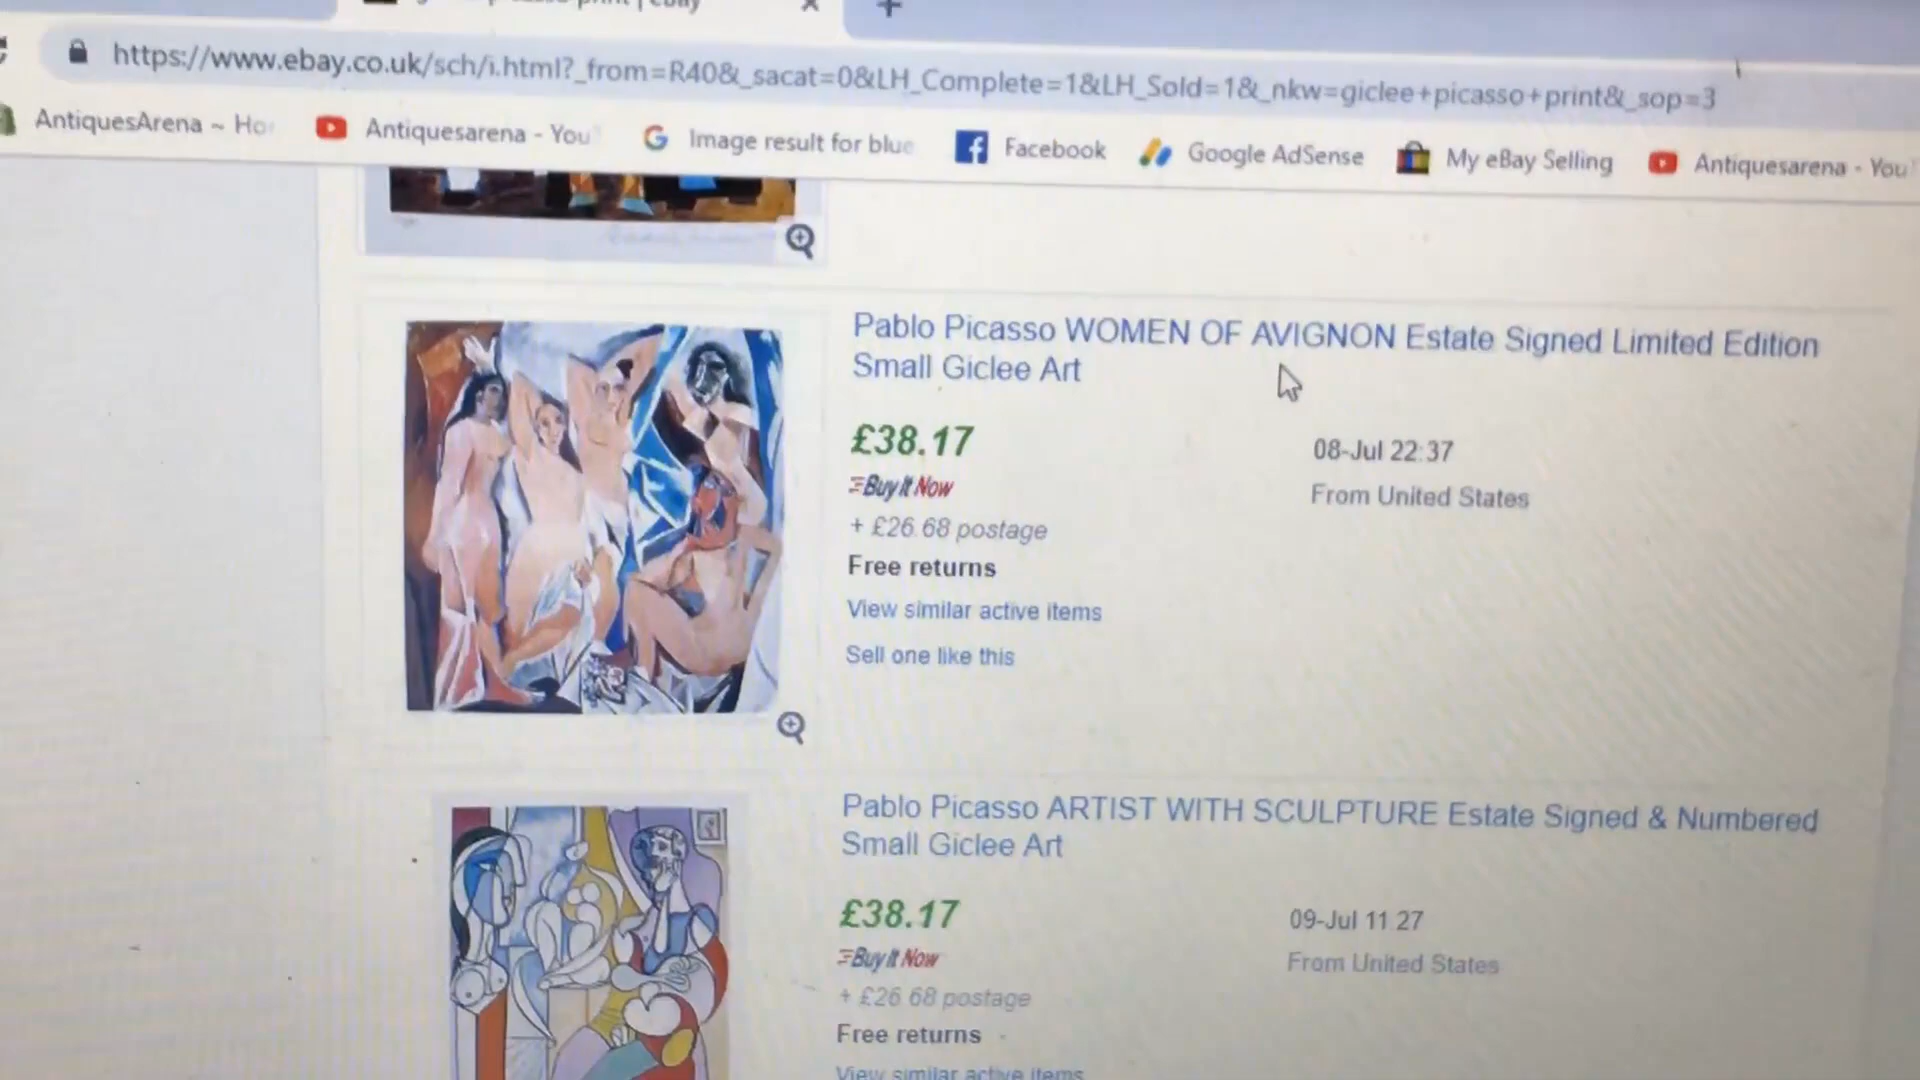 https://www.ebay.co.uk/sch/i.html?_from=R40&_sacat=0&LH_Complete=1&LH_Sold=1&_nkw=giclee+picasso+print&_sop=3
AntiquesArena ~ Ho
Antiquesarena - You
Image result for blue
Facebook
Google AdSense
My eBay Selling
Antiquesarena - You
Pablo Picasso WOMEN OF AVIGNON Estate Signed Limited Edition
Small Giclee Art
£38.17
08-Jul 22:37
Buy It Now
From United States
+ £26.68 postage
Free returns
View similar active items
Sell one like this
Pablo Picasso ARTIST WITH SCULPTURE Estate Signed & Numbered
Small Giclee Art
£38.17
09-Jul 11:27
Buy It Now
From United States
+ £26.68 postage
Free returns
View similar active items